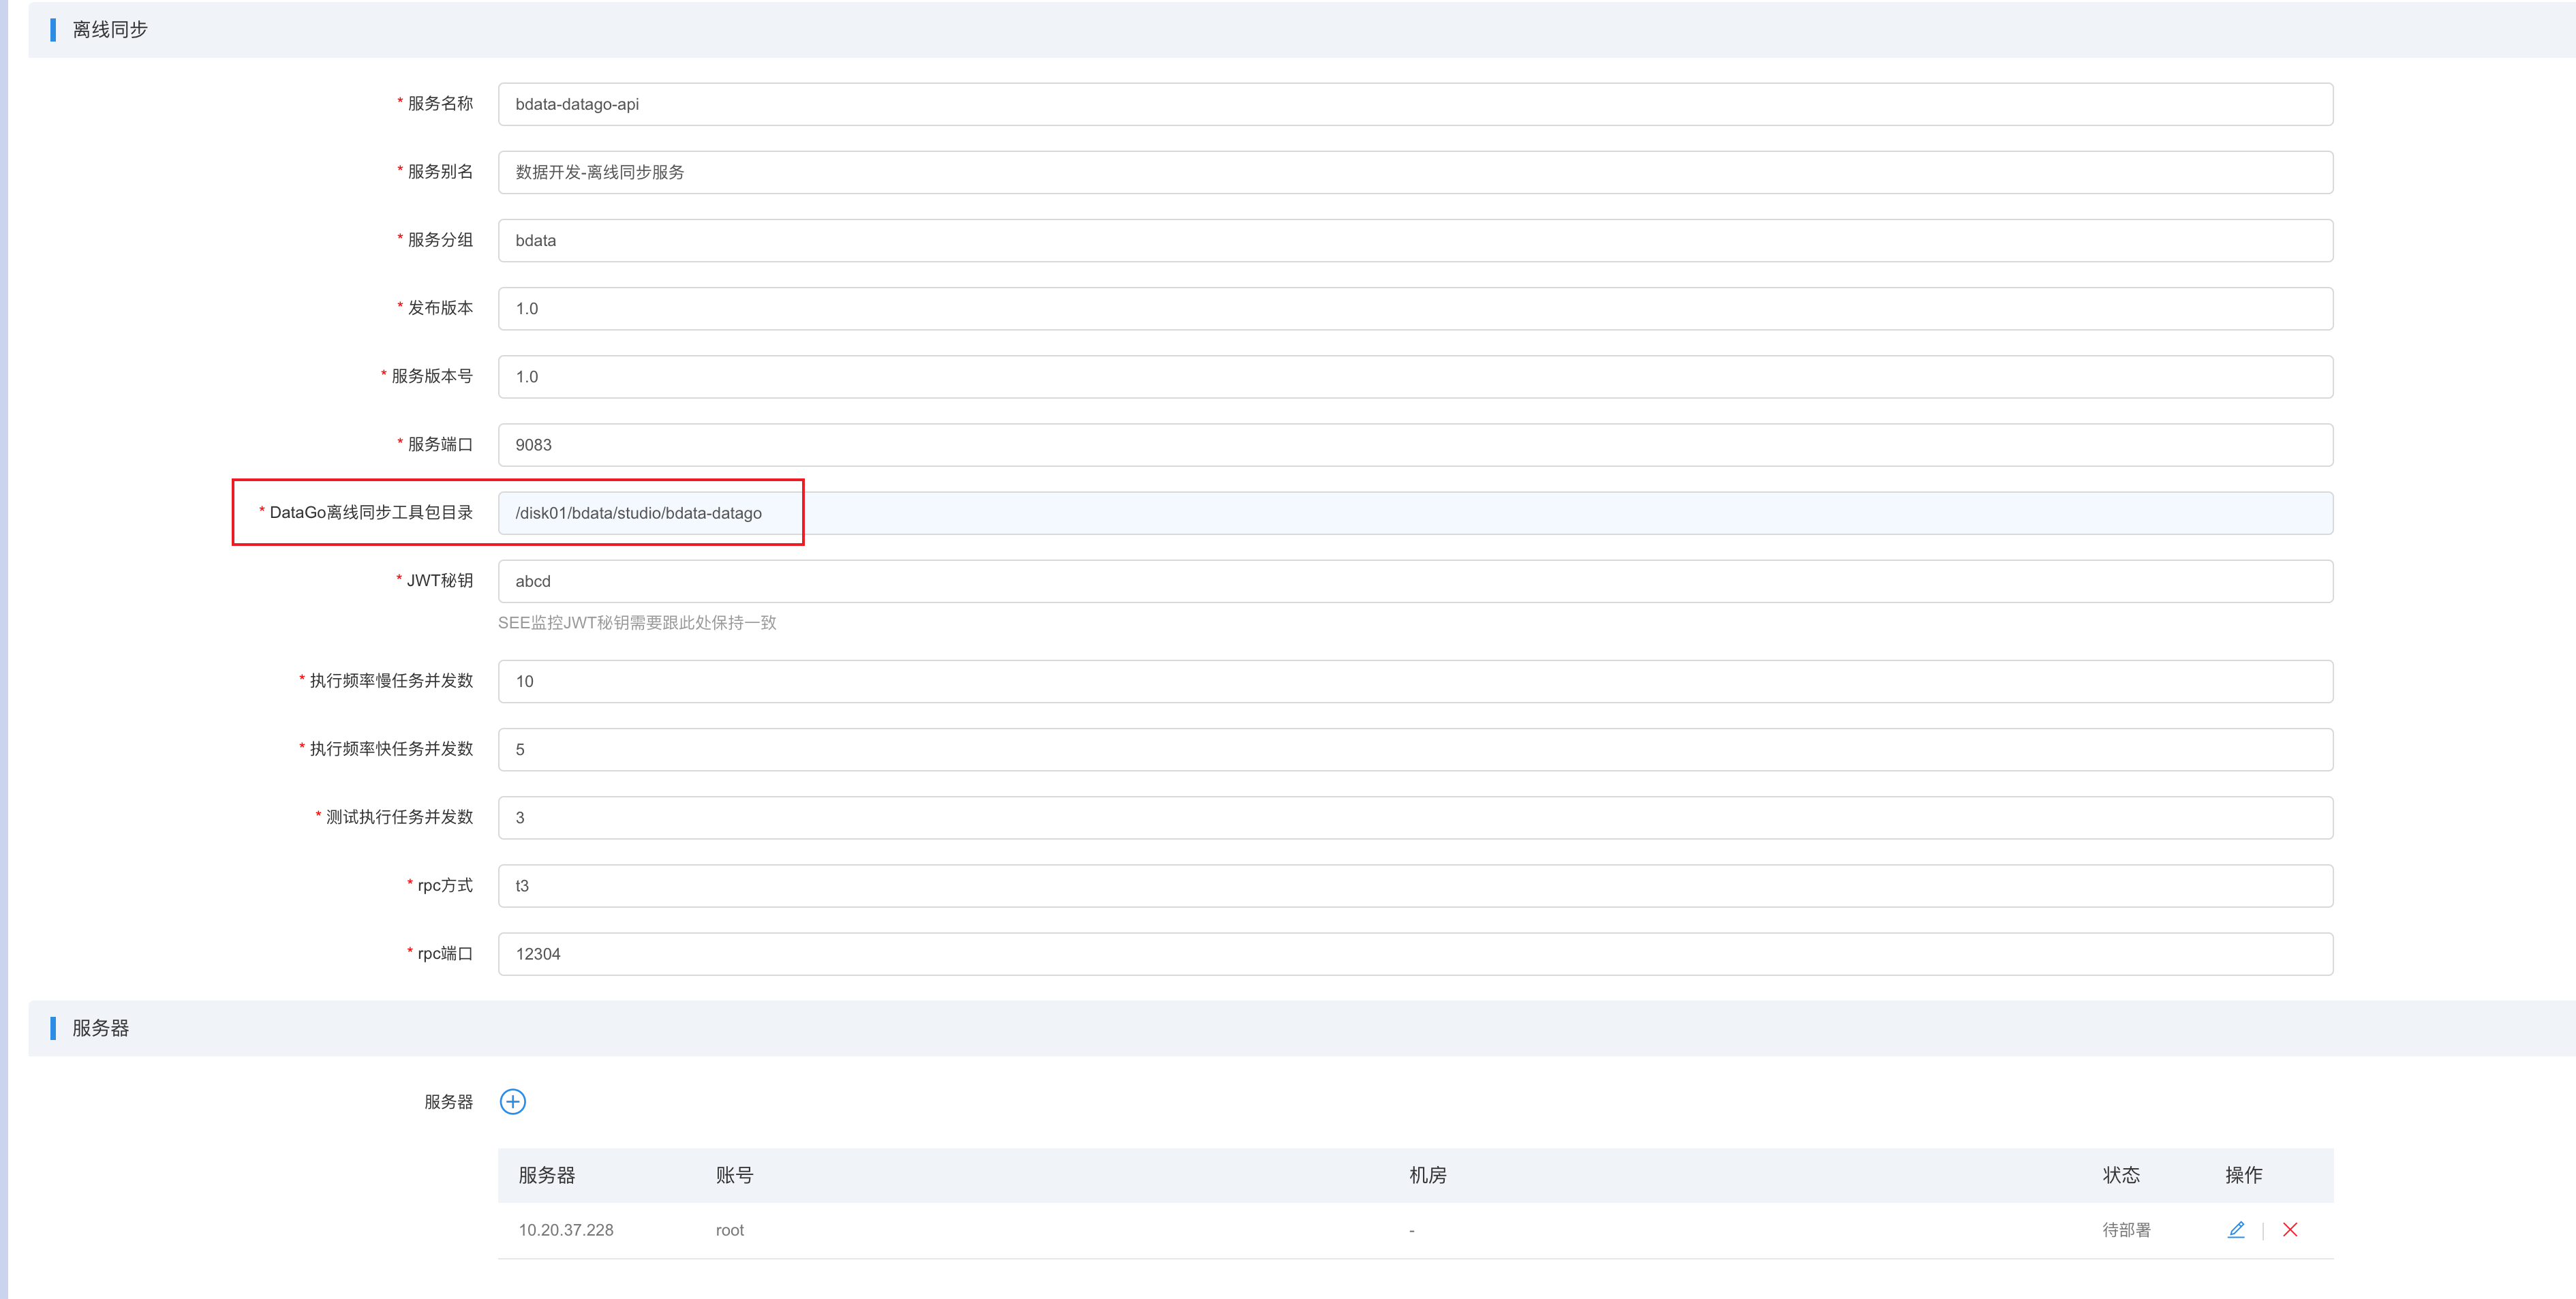 离线同步
* 服务名称 bdata-datago-api
* 服务别名 数据开发-离线同步服务
* 服务分组 bdata
* 发布版本 1.0
* 服务版本号 1.0
* 服务端口 9083
* DataGo离线同步工具包目录 /disk01/bdata/studio/bdata-datago
* JWT秘钥 abcd
SEE监控JWT秘钥需要跟此处保持一致
* 执行频率慢任务并发数 10
* 执行频率快任务并发数 5
* 测试执行任务并发数 3
* rpc方式 t3
* rpc端口 12304
服务器
服务器
服务器 账号 机房 状态 操作
10.20.37.228 root - 待部署